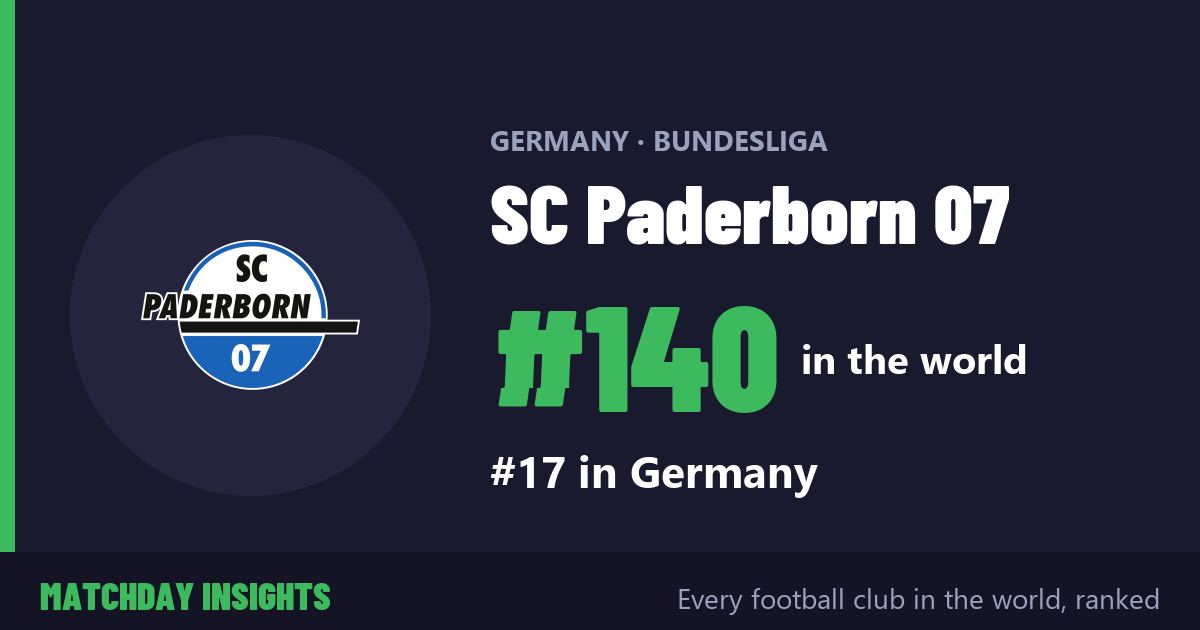 GERMANY · BUNDESLIGA
SC Paderborn 07
SC
PADERBORN
07
#140 in the world
#17 in Germany
MATCHDAY INSIGHTS
Every football club in the world, ranked